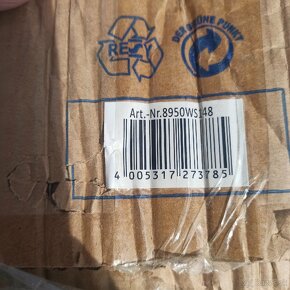 RESY
DER GRÜNE PUNKT
Art.-Nr.8950WS148
4 005317 273785